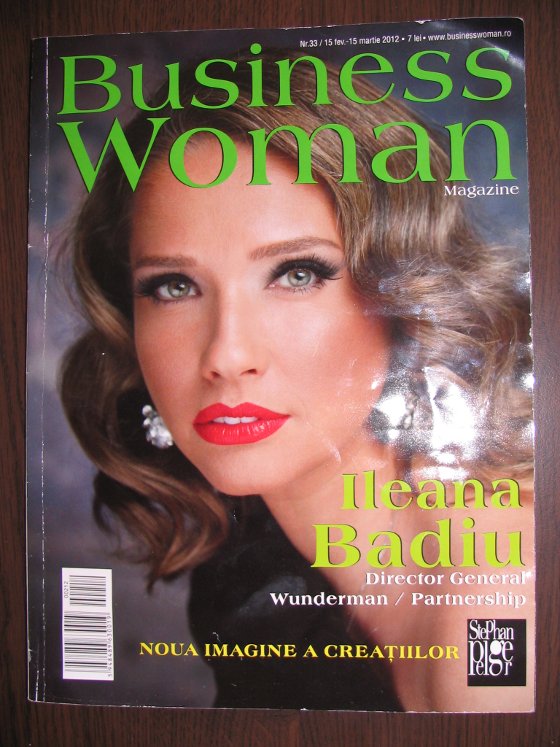 Nr.33 / 15 fev.-15 martie 2012 • 7 lei • www.businesswoman.ro
Business
Woman
Magazine
Ileana
Badiu
Director General
Wunderman / Partnership
NOUA IMAGINE A CREAȚIILOR
StePhan
pelger
00212